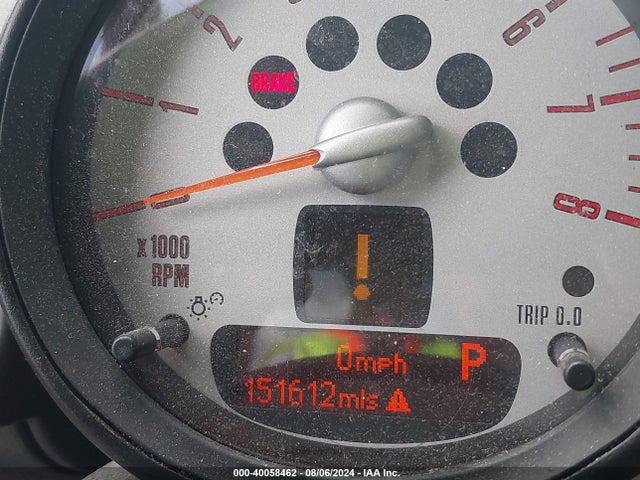 2
6
BRAKE
1
7
8
x 1000
RPM
!
TRIP 0.0
0mph P
151612mls
000-40058462 - 08/06/2024 - IAA Inc.